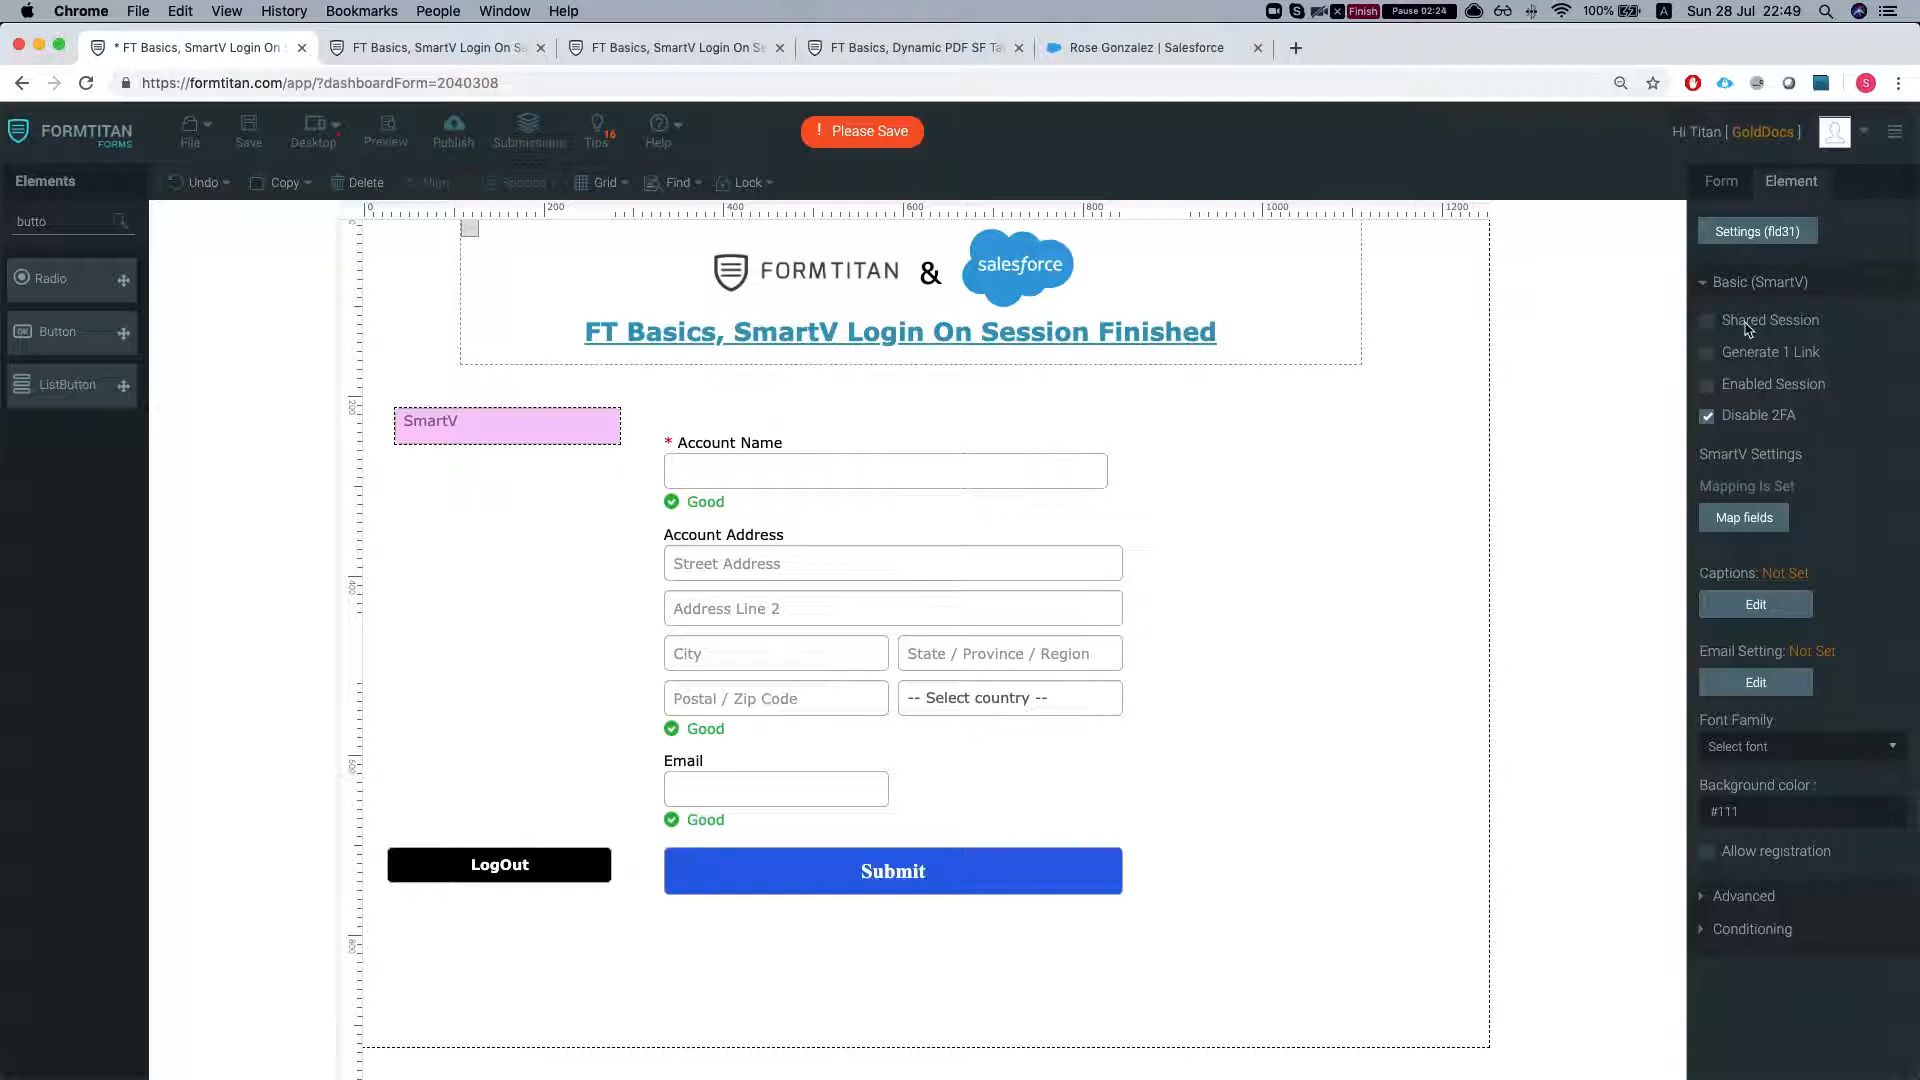 Chrome File Edit View History Bookmarks People Window Help Finish Pause 02:24 100% A Sun 28 Jul 22:49
* FT Basics, SmartV Login On FT Basics, SmartV Login On Se FT Basics, SmartV Login On Se FT Basics, Dynamic PDF SF Ta Rose Gonzalez | Salesforce
https://formtitan.com/app/?dashboardForm=2040308 S
FORMTITAN
FORMS
File Save Desktop Preview Publish Submissions Tips 16 Help
! Please Save
Hi Titan [ GoldDocs ]
Elements
Undo Copy Delete Align Grid Find Lock
Form Element
butto
Radio
Button
ListButton
0 200 400 600 800 1000 1200
0
200
400
600
800
FORMTITAN & salesforce
FT Basics, SmartV Login On Session Finished
SmartV
* Account Name
Good
Account Address
Street Address
Address Line 2
City State / Province / Region
Postal / Zip Code -- Select country --
Good
Email
Good
LogOut
Submit
Settings (fld31)
Basic (SmartV)
Shared Session
Generate 1 Link
Enabled Session
Disable 2FA
SmartV Settings
Mapping Is Set
Map fields
Captions: Not Set
Edit
Email Setting: Not Set
Edit
Font Family
Select font
Background color :
#111
Allow registration
Advanced
Conditioning